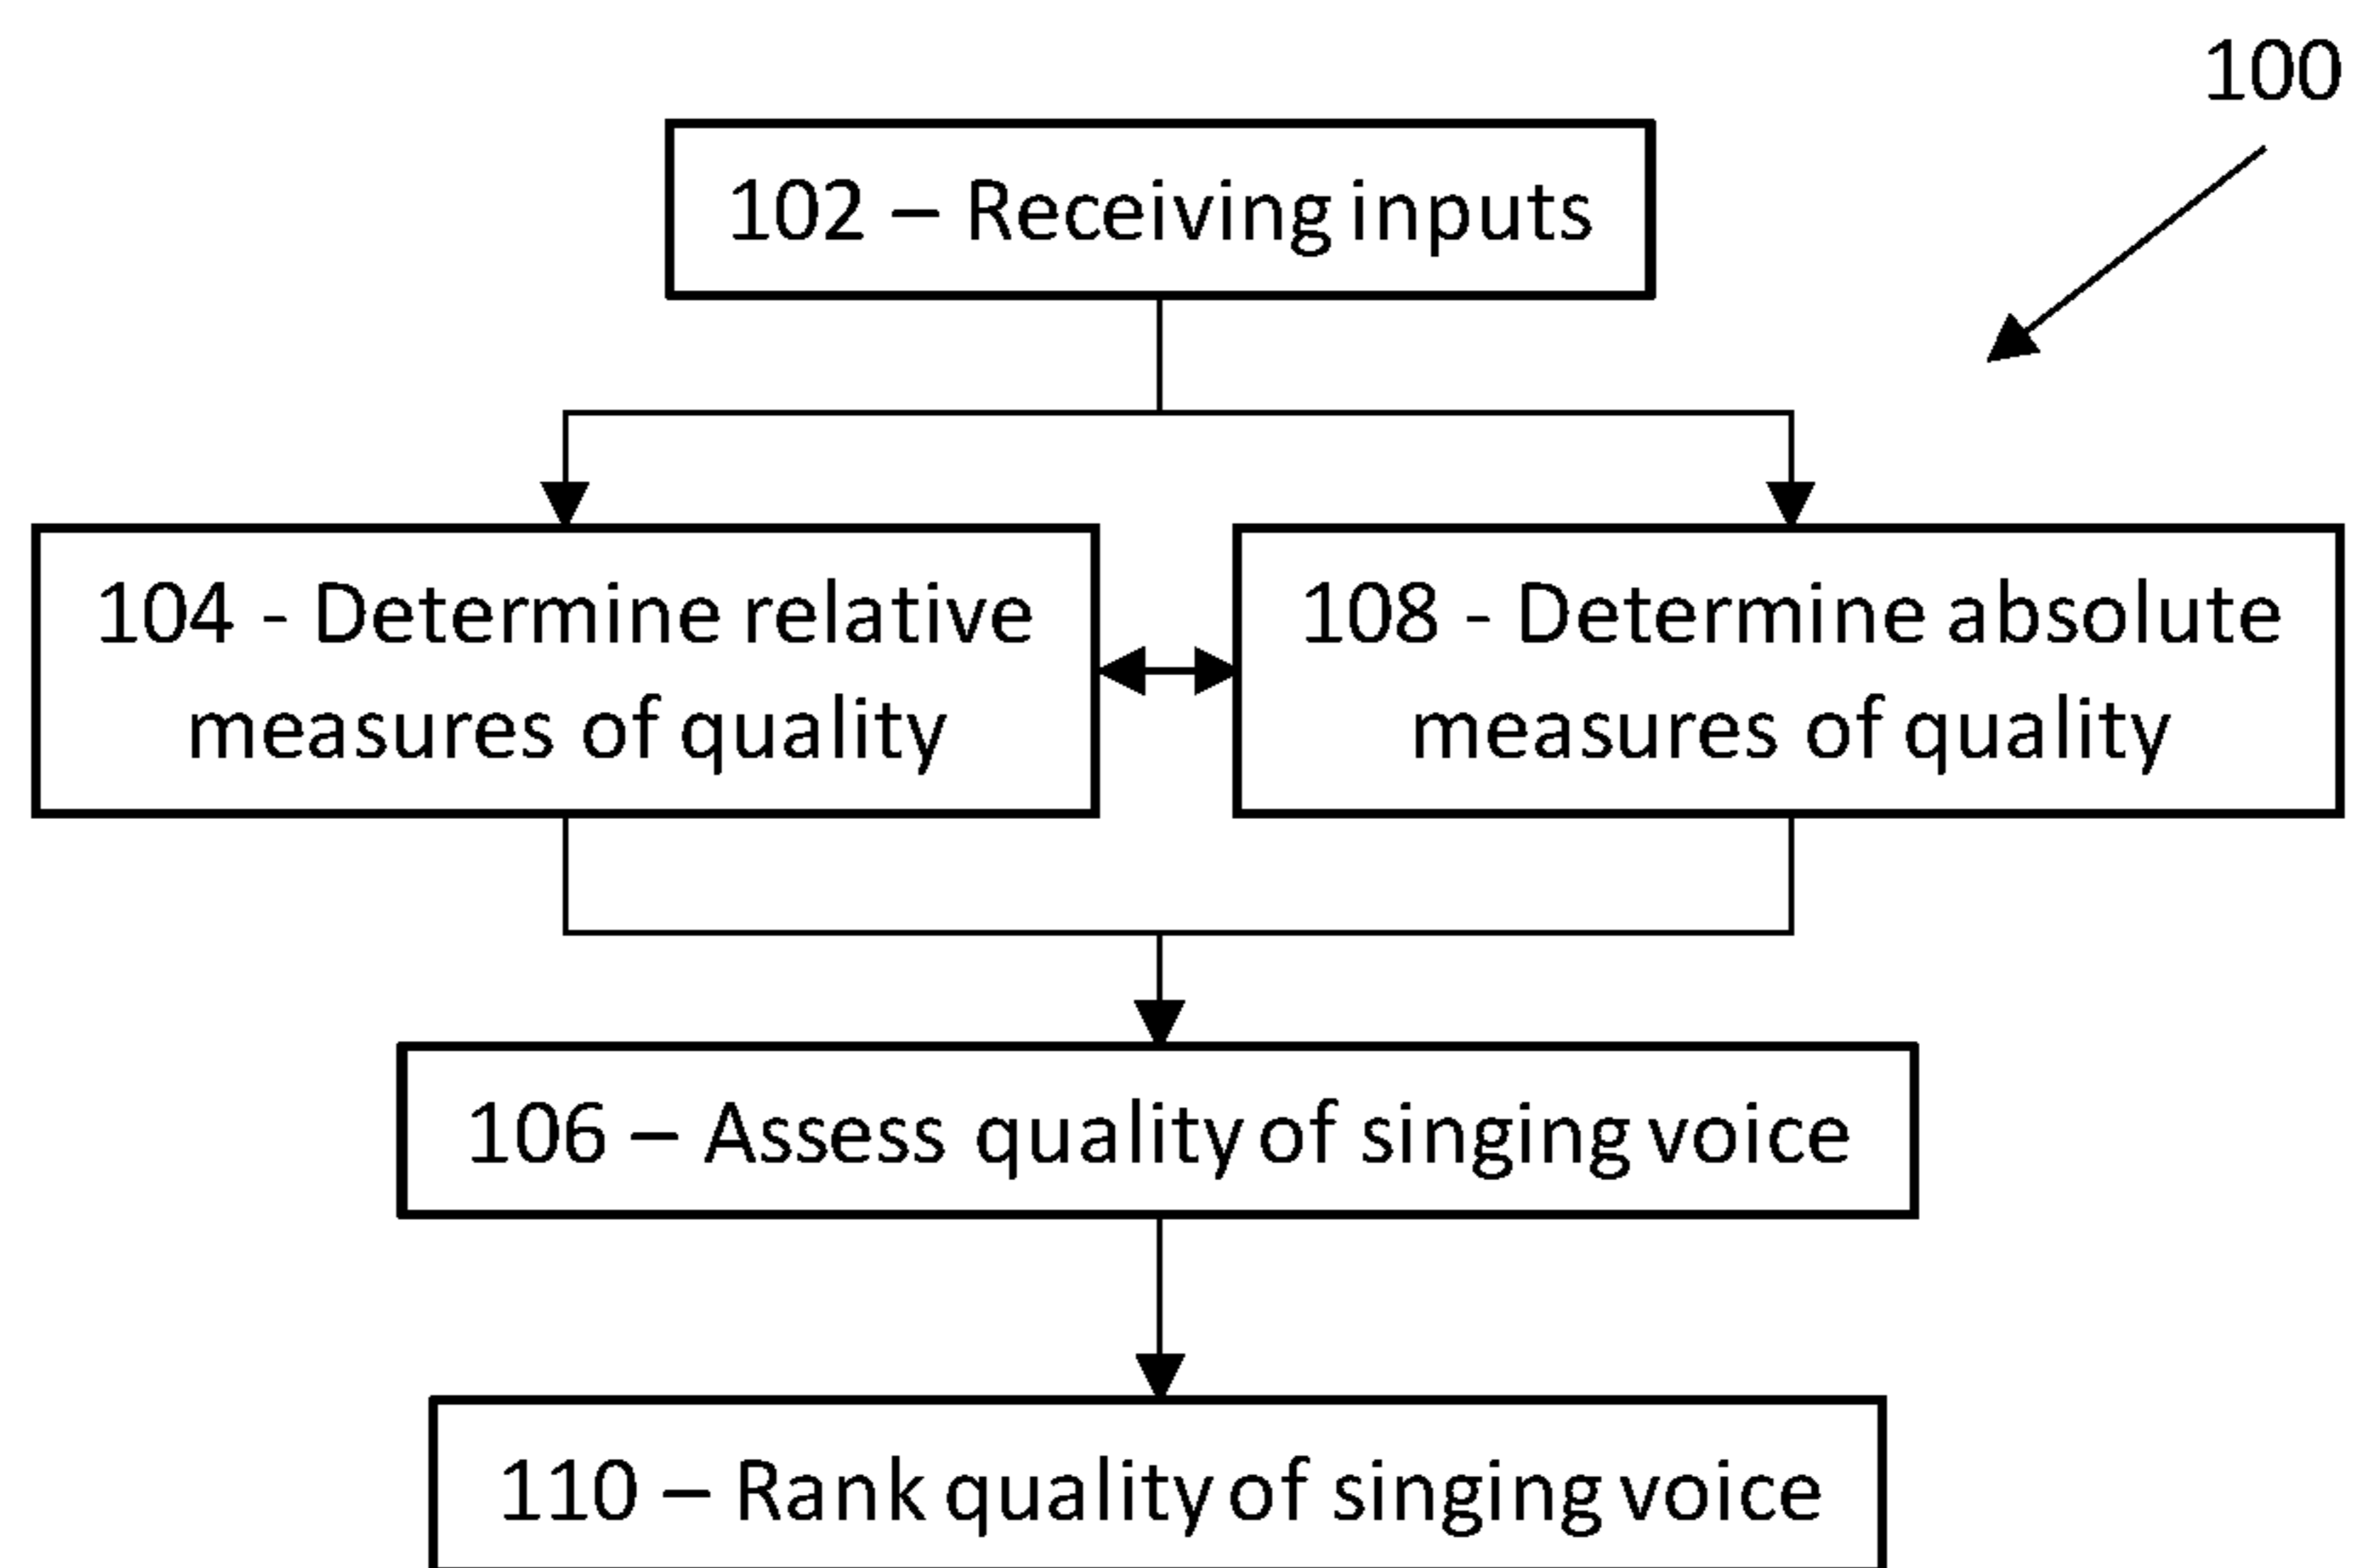 100
102 – Receiving inputs
104 - Determine relative
measures of quality
108 - Determine absolute
measures of quality
106 – Assess quality of singing voice
110 – Rank quality of singing voice